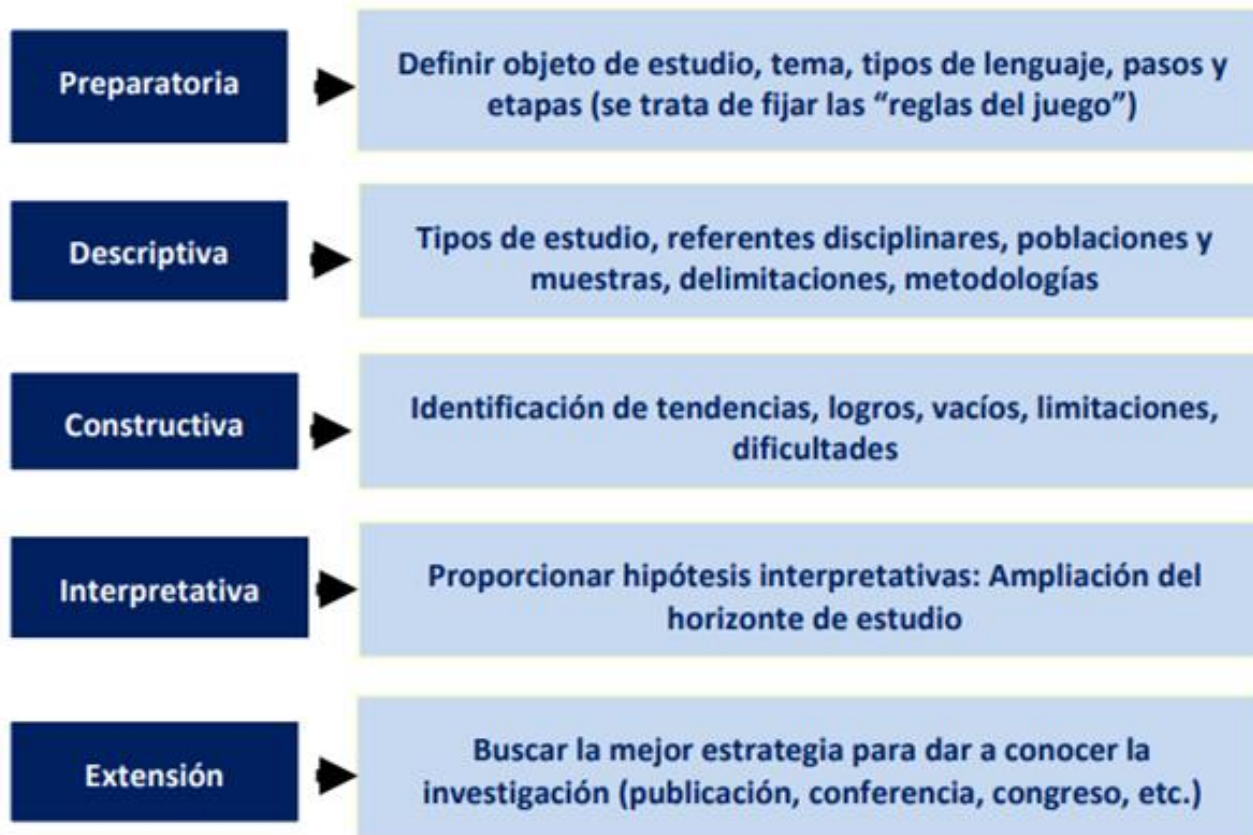 Preparatoria
Definir objeto de estudio, tema, tipos de lenguaje, pasos y
etapas (se trata de fijar las “reglas del juego”)
Descriptiva
Tipos de estudio, referentes disciplinares, poblaciones y
muestras, delimitaciones, metodologías
Constructiva
Identificación de tendencias, logros, vacíos, limitaciones,
dificultades
Interpretativa
Proporcionar hipótesis interpretativas: Ampliación del
horizonte de estudio
Extensión
Buscar la mejor estrategia para dar a conocer la
investigación (publicación, conferencia, congreso, etc.)